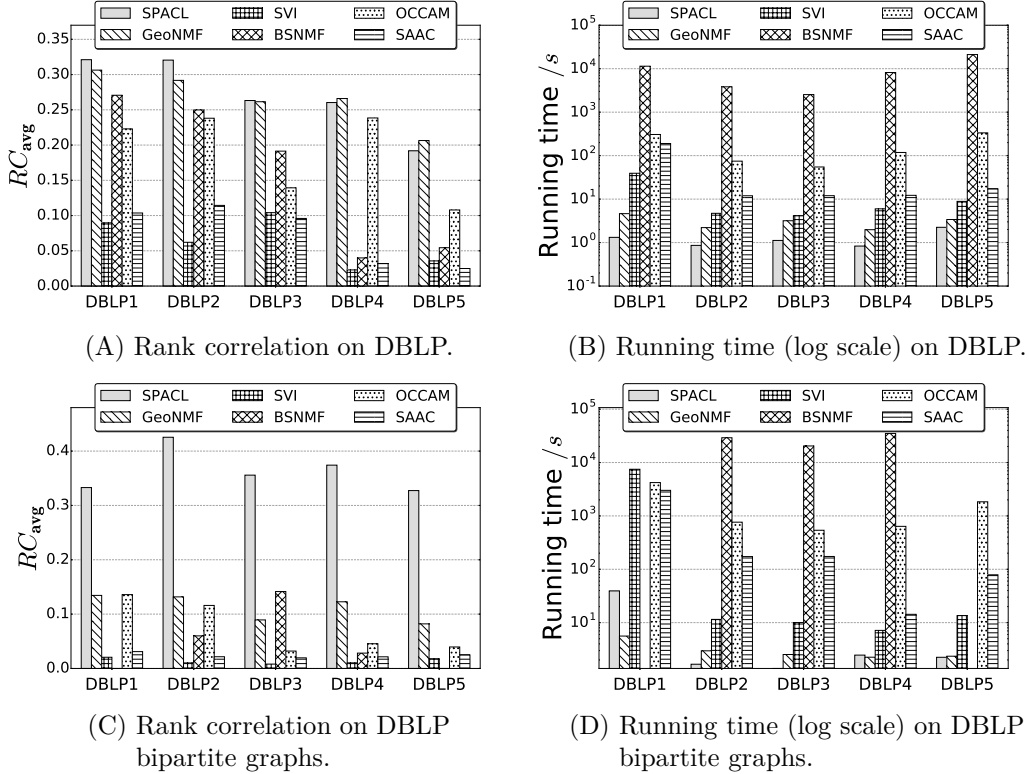 SPACL SVI OCCAM
GeoNMF BSNMF SAAC
RCavg
0.35
0.30
0.25
0.20
0.15
0.10
0.05
0.00
DBLP1 DBLP2 DBLP3 DBLP4 DBLP5
(A) Rank correlation on DBLP.
SPACL SVI OCCAM
GeoNMF BSNMF SAAC
Running time /s
10^5
10^4
10^3
10^2
10^1
10^0
10^-1
DBLP1 DBLP2 DBLP3 DBLP4 DBLP5
(B) Running time (log scale) on DBLP.
SPACL SVI OCCAM
GeoNMF BSNMF SAAC
RCavg
0.4
0.3
0.2
0.1
0.0
DBLP1 DBLP2 DBLP3 DBLP4 DBLP5
(C) Rank correlation on DBLP
bipartite graphs.
SPACL SVI OCCAM
GeoNMF BSNMF SAAC
Running time /s
10^5
10^4
10^3
10^2
10^1
DBLP1 DBLP2 DBLP3 DBLP4 DBLP5
(D) Running time (log scale) on DBLP
bipartite graphs.